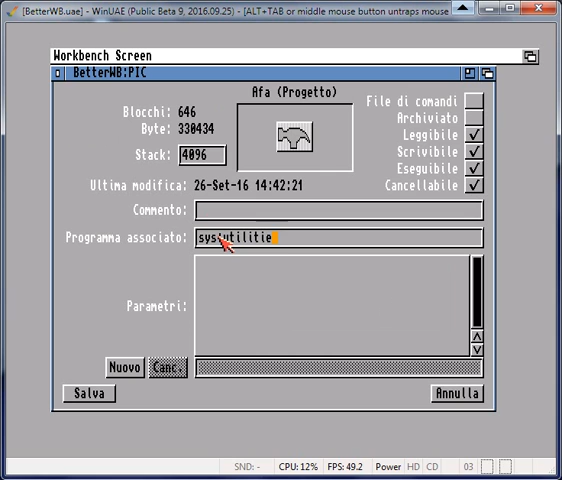 [BetterWB.uae] - WinUAE (Public Beta 9, 2016.09.25) - [ALT+TAB or middle mouse button untraps mouse
Workbench Screen
BetterWB:PIC
Afa (Progetto)
Blocchi: 646
Byte: 330434
Stack: 4096
File di comandi
Archiviato
Leggibile
Scrivibile
Eseguibile
Cancellabile
Ultima modifica: 26-Set-16 14:42:21
Commento:
Programma associato: sys:utilitie
Parametri:
Nuovo Canc.
Salva Annulla
SND: - CPU: 12% FPS: 49.2 Power HD CD 03